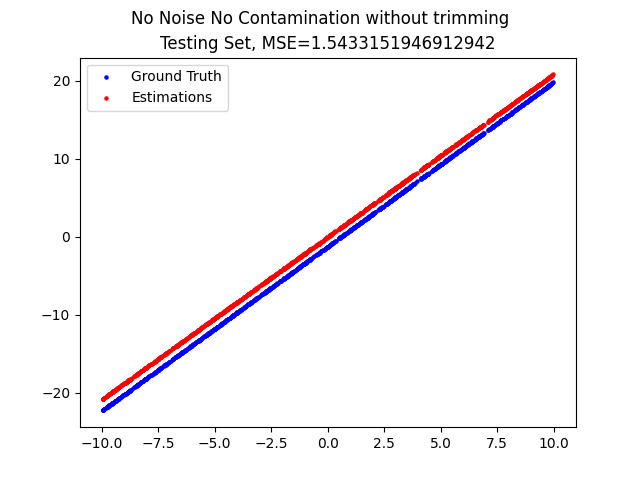 No Noise No Contamination without trimming
Testing Set, MSE=1.5433151946912942
Ground Truth
Estimations
20
10
0
−10
−20
−10.0 −7.5 −5.0 −2.5 0.0 2.5 5.0 7.5 10.0